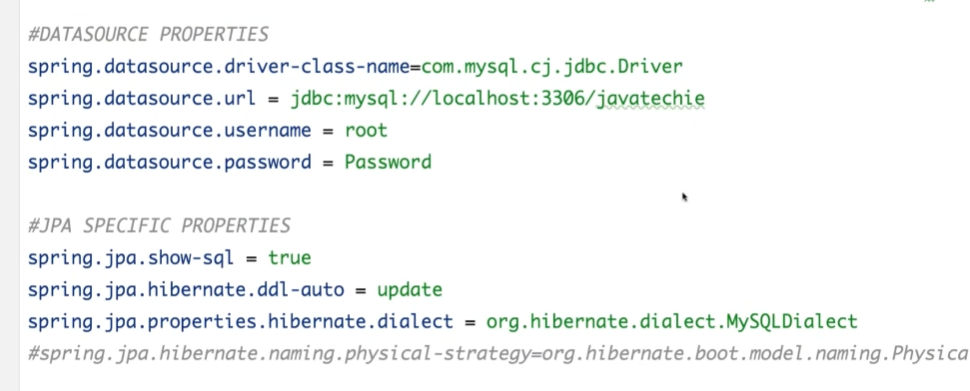 #DATASOURCE PROPERTIES
spring.datasource.driver-class-name=com.mysql.cj.jdbc.Driver
spring.datasource.url = jdbc:mysql://localhost:3306/javatechie
spring.datasource.username = root
spring.datasource.password = Password
#JPA SPECIFIC PROPERTIES
spring.jpa.show-sql = true
spring.jpa.hibernate.ddl-auto = update
spring.jpa.properties.hibernate.dialect = org.hibernate.dialect.MySQLDialect
#spring.jpa.hibernate.naming.physical-strategy=org.hibernate.boot.model.naming.Physica